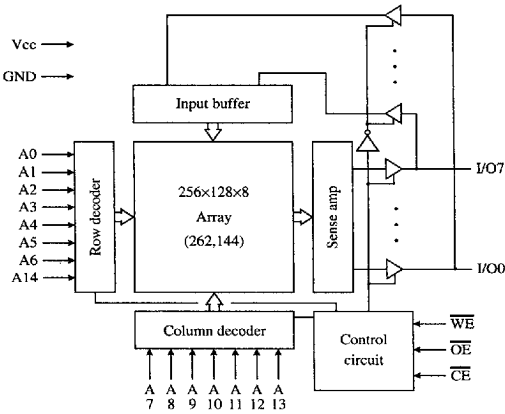 Vcc
GND
Input buffer
A0
A1
A2
A3
A4
A5
A6
A14
Row decoder
256×128×8
Array
(262,144)
Sense amp
I/O7
I/O0
Column decoder
Control
circuit
WE
OE
CE
A A A A A A A
7 8 9 10 11 12 13